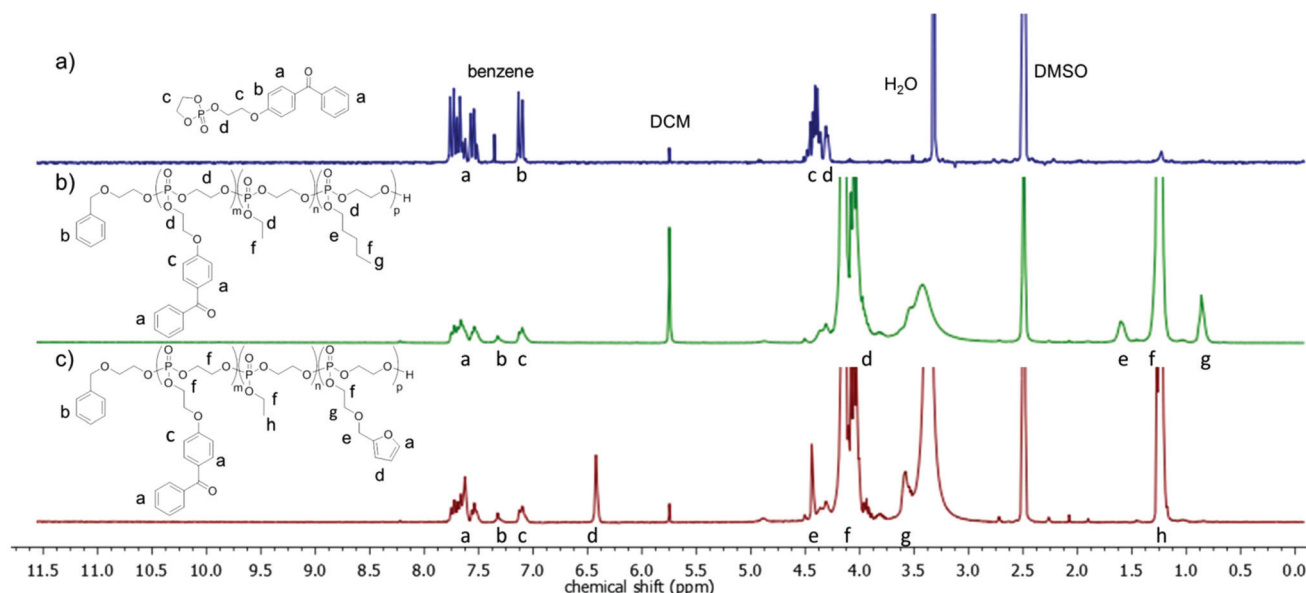 a)
benzene
H₂O
DMSO
DCM
a
b
c
a
c
d
O
O
P
O
O
O
O
a
b
c d
b)
O
P
O
O
O
P
O
O
O
P
O
O
H
m
n
p
d
d
d
d
f
e
f
g
b
c
a
a
O
a
b
c
d
e
f
g
c)
O
P
O
O
O
P
O
O
O
P
O
O
H
m
n
p
f
f
f
h
f
g
e
O
a
d
b
c
a
a
O
a
b
c
d
e
f
g
h
11.5 11.0 10.5 10.0 9.5 9.0 8.5 8.0 7.5 7.0 6.5 6.0 5.5 5.0 4.5 4.0 3.5 3.0 2.5 2.0 1.5 1.0 0.5 0.0
chemical shift (ppm)